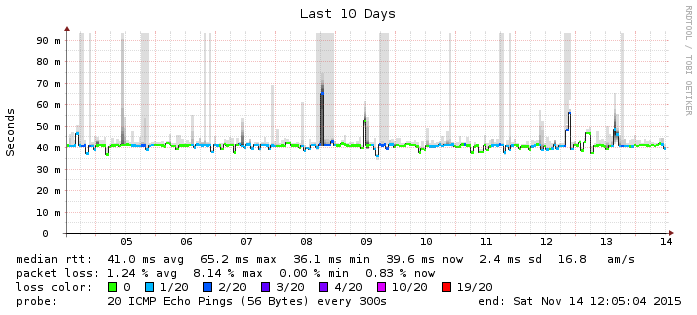 Last 10 Days
RRDTOOL / TOBI OETIKER
Seconds
90 m
80 m
70 m
60 m
50 m
40 m
30 m
20 m
10 m
0
05 06 07 08 09 10 11 12 13 14
median rtt: 41.0 ms avg 65.2 ms max 36.1 ms min 39.6 ms now 2.4 ms sd 16.8 am/s
packet loss: 1.24 % avg 8.14 % max 0.00 % min 0.83 % now
loss color: 0 1/20 2/20 3/20 4/20 10/20 19/20
probe: 20 ICMP Echo Pings (56 Bytes) every 300s end: Sat Nov 14 12:05:04 2015